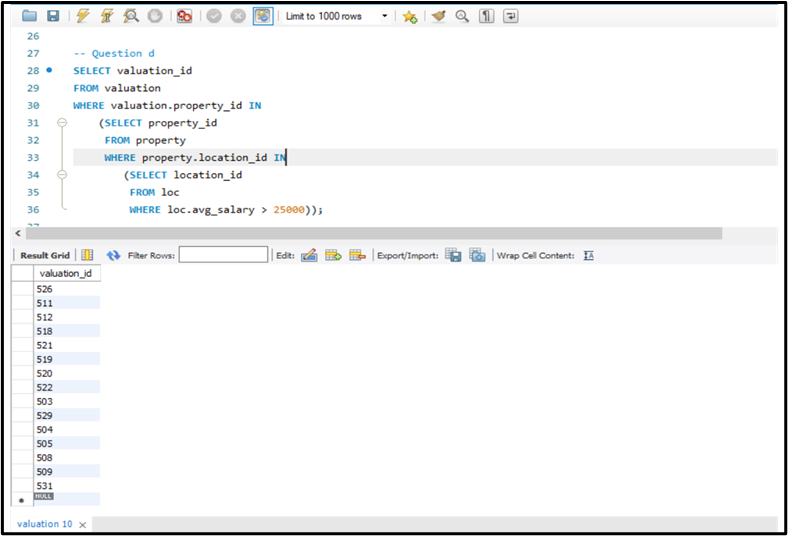 Limit to 1000 rows
26
27 -- Question d
28 SELECT valuation_id
29 FROM valuation
30 WHERE valuation.property_id IN
31 (SELECT property_id
32 FROM property
33 WHERE property.location_id IN
34 (SELECT location_id
35 FROM loc
36 WHERE loc.avg_salary > 25000));
Result Grid Filter Rows: Edit: Export/Import: Wrap Cell Content: IA
valuation_id
526
511
512
518
521
519
520
522
503
529
504
505
508
509
531
NULL
valuation 10